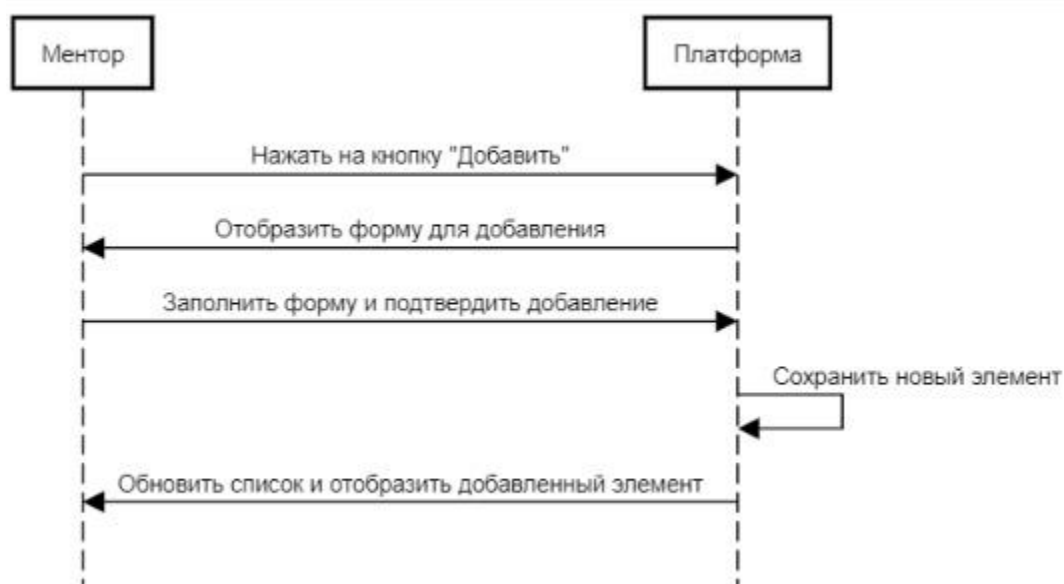 Ментор
Платформа
Нажать на кнопку "Добавить"
Отобразить форму для добавления
Заполнить форму и подтвердить добавление
Сохранить новый элемент
Обновить список и отобразить добавленный элемент